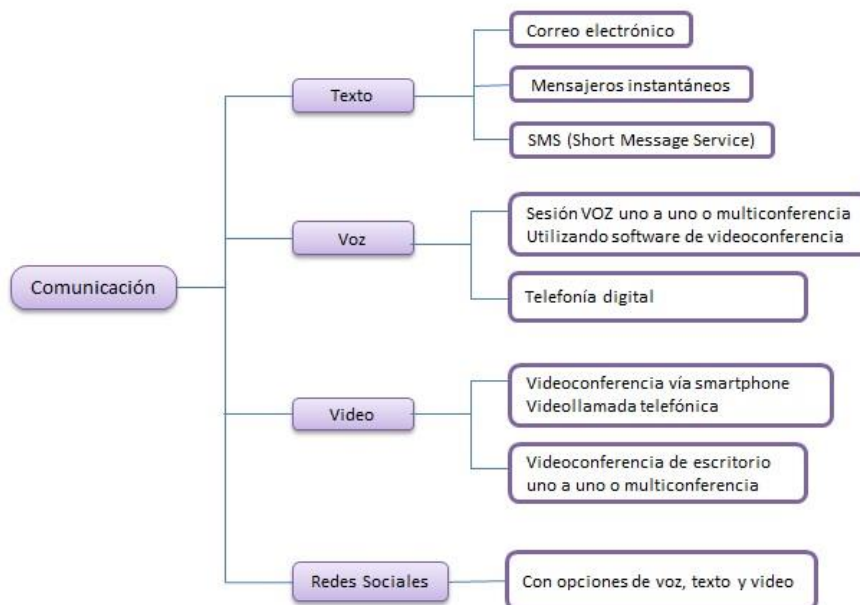 Comunicación
Texto
Correo electrónico
Mensajeros instantáneos
SMS (Short Message Service)
Voz
Sesión VOZ uno a uno o multiconferencia
Utilizando software de videoconferencia
Telefonía digital
Video
Videoconferencia vía smartphone
Videollamada telefónica
Videoconferencia de escritorio
uno a uno o multiconferencia
Redes Sociales
Con opciones de voz, texto y video